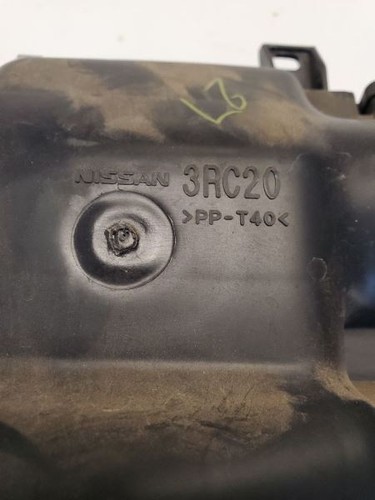 NISSAN 3RC20
>PP-T40<